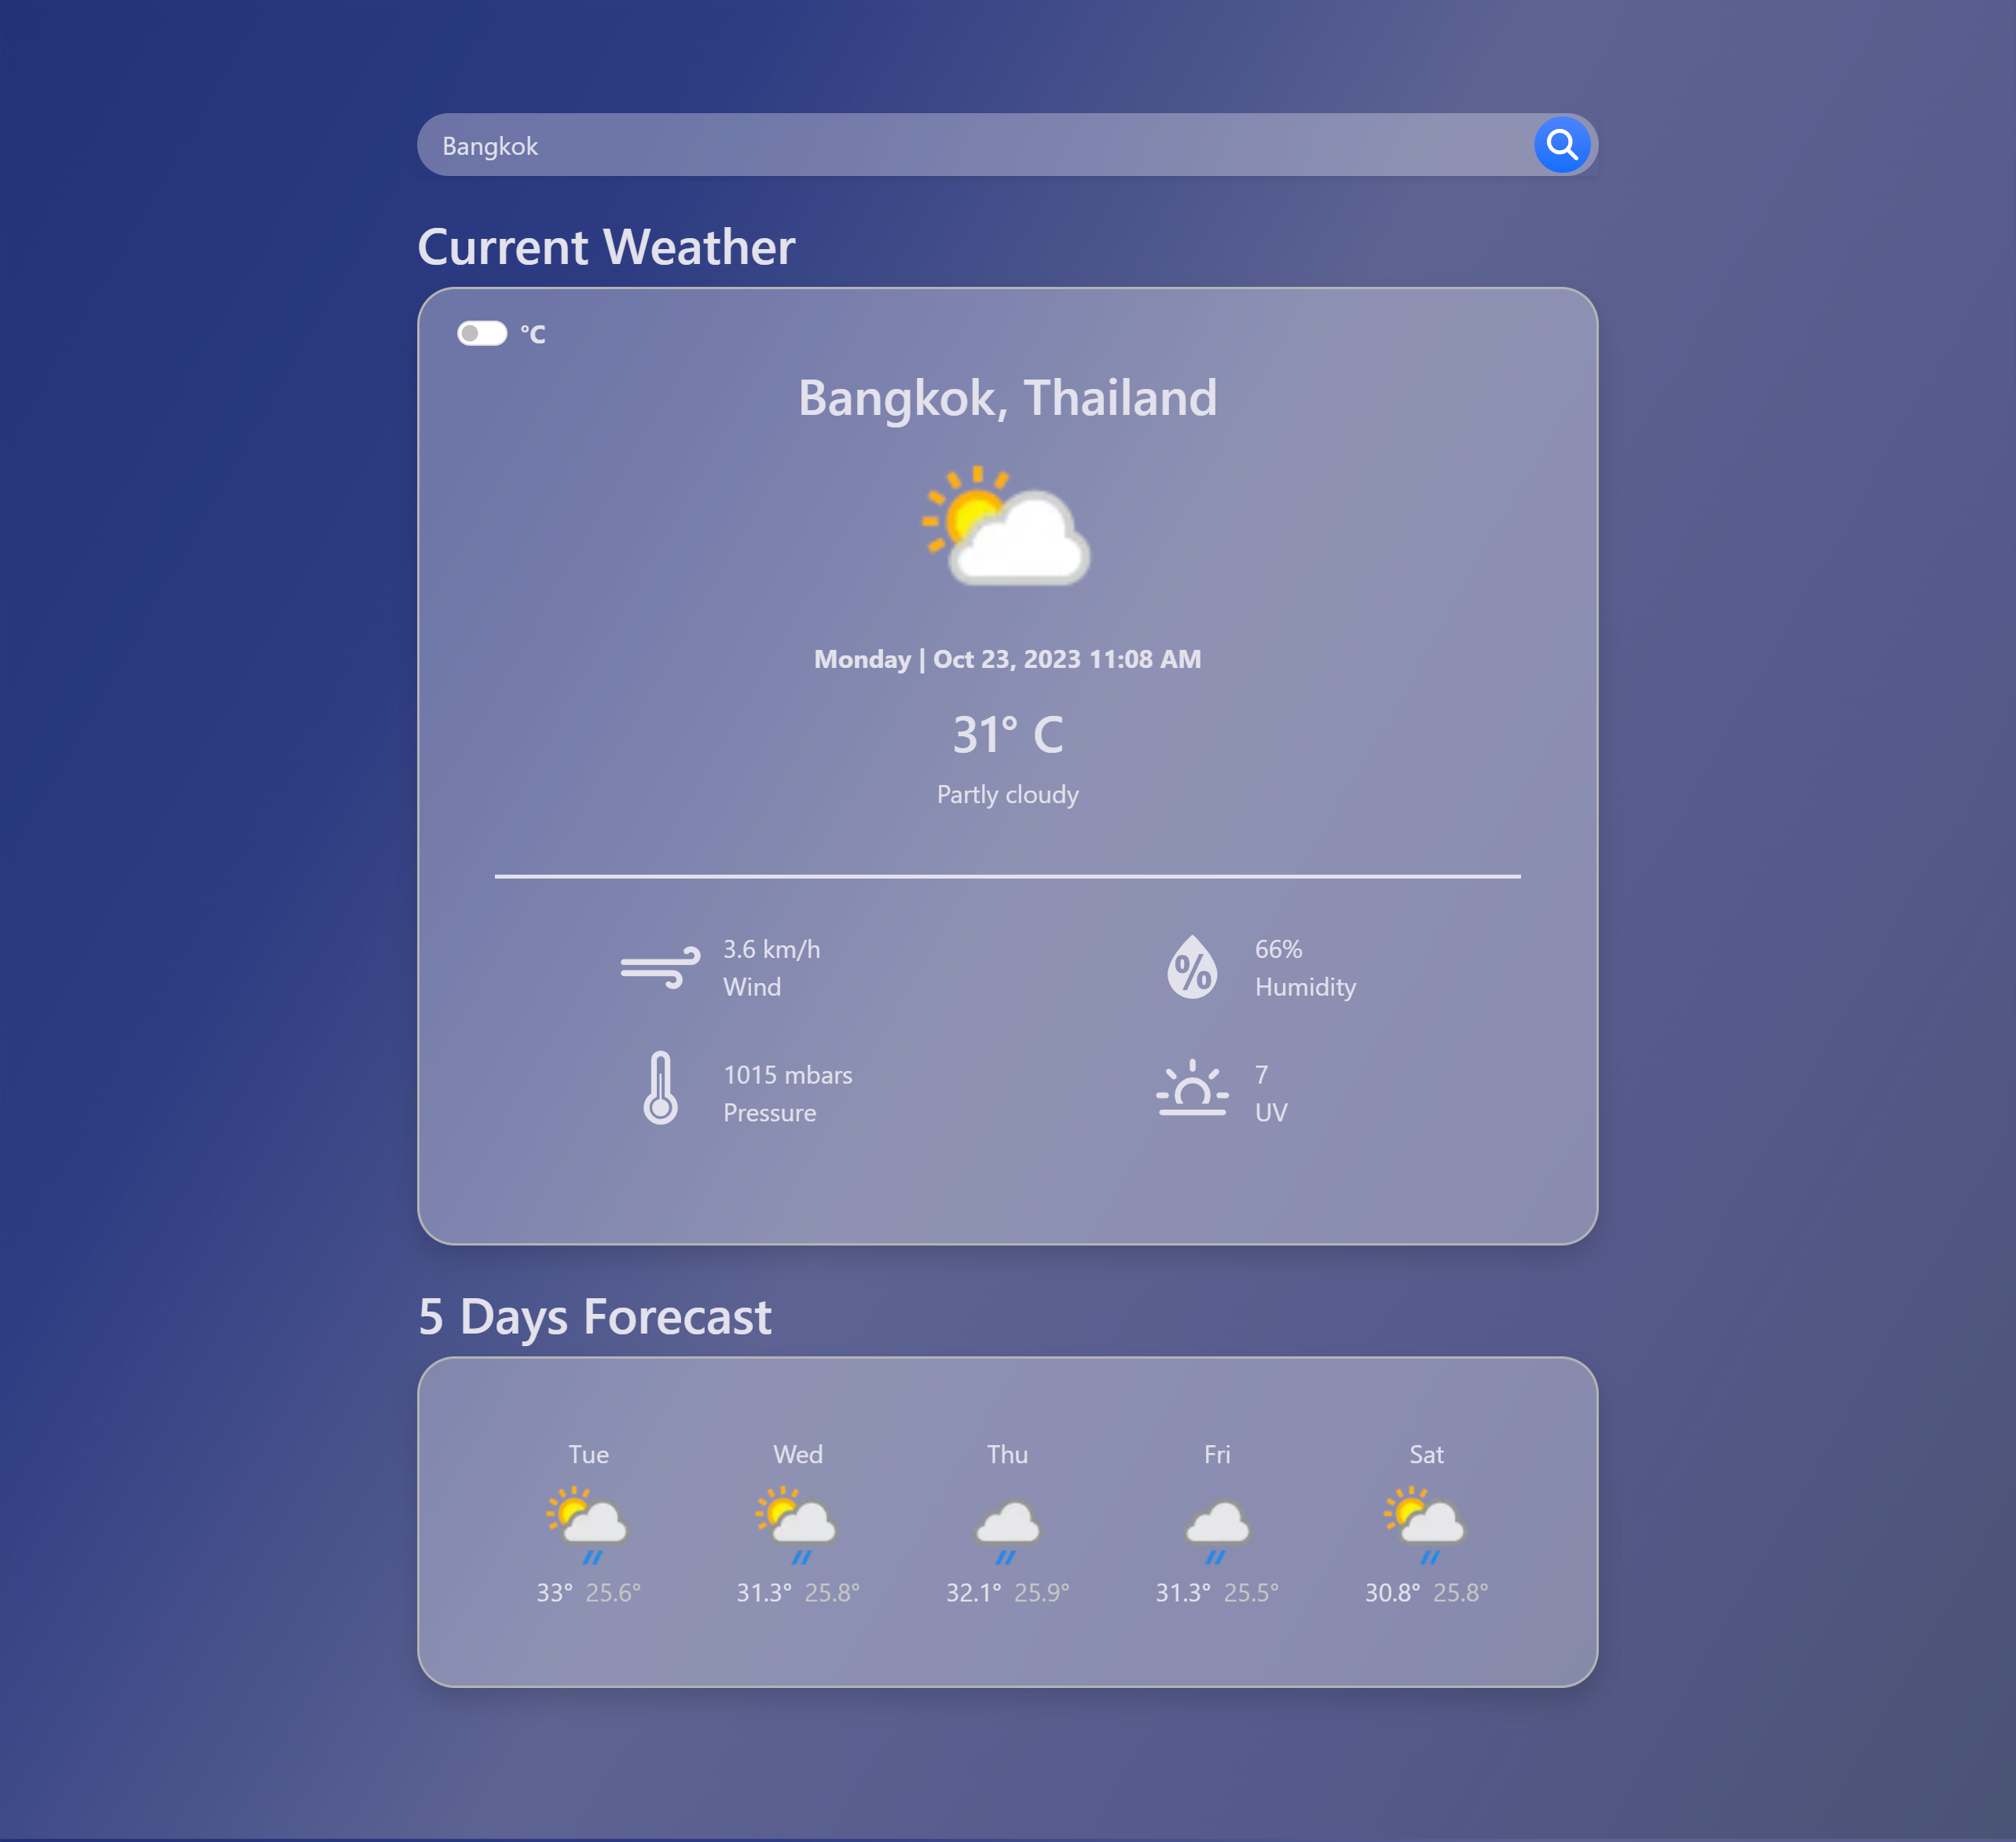 Bangkok
Current Weather
°C
Bangkok, Thailand
Monday | Oct 23, 2023 11:08 AM
31° C
Partly cloudy
3.6 km/h
Wind
% 66%
Humidity
1015 mbars
Pressure
7
UV
5 Days Forecast
Tue Wed Thu Fri Sat
33° 25.6° 31.3° 25.8° 32.1° 25.9° 31.3° 25.5° 30.8° 25.8°